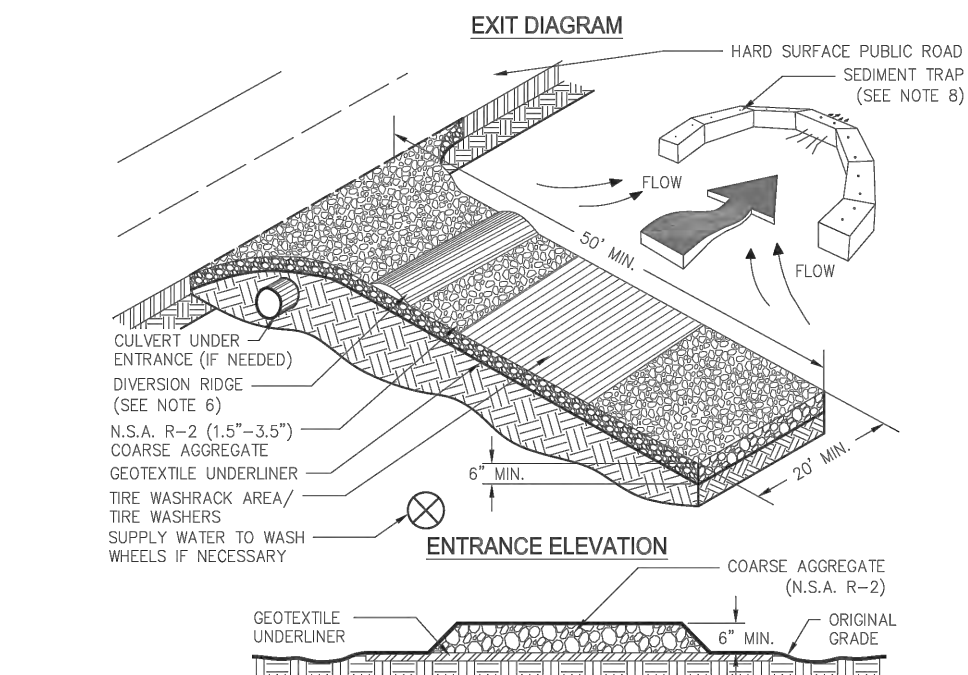 EXIT DIAGRAM
HARD SURFACE PUBLIC ROAD
SEDIMENT TRAP
(SEE NOTE 8)
FLOW
50' MIN.
FLOW
CULVERT UNDER
ENTRANCE (IF NEEDED)
DIVERSION RIDGE
(SEE NOTE 6)
N.S.A. R-2 (1.5"-3.5")
COARSE AGGREGATE
GEOTEXTILE UNDERLINER
TIRE WASHRACK AREA/
TIRE WASHERS
SUPPLY WATER TO WASH
WHEELS IF NECESSARY
6" MIN.
20' MIN.
ENTRANCE ELEVATION
COARSE AGGREGATE
(N.S.A. R-2)
GEOTEXTILE
UNDERLINER
6" MIN.
ORIGINAL
GRADE